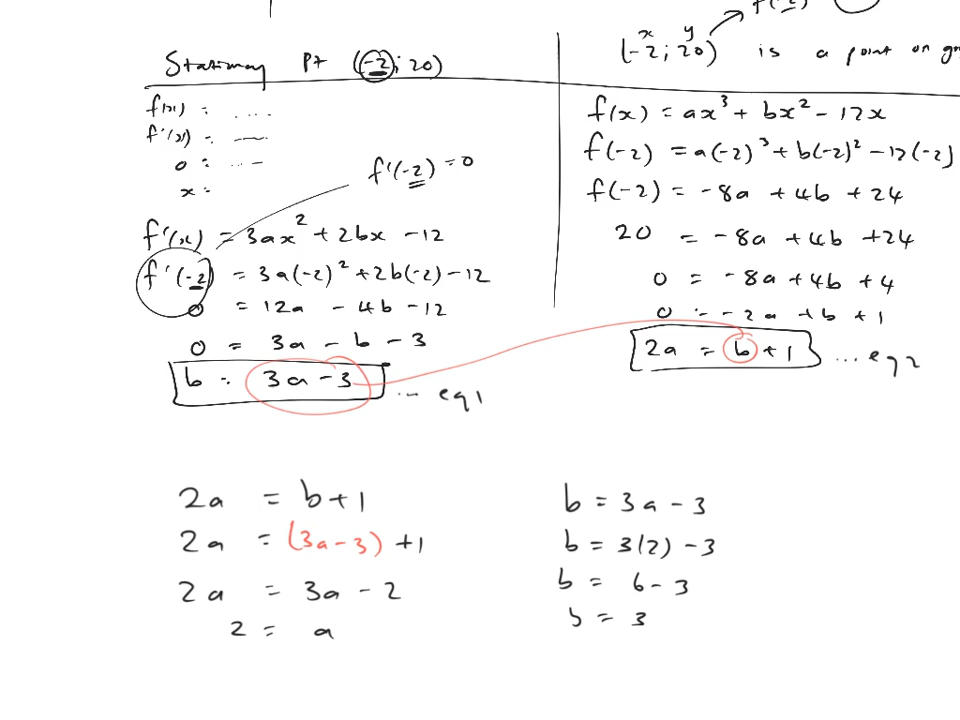 Stationary Pt (-2; 20)
f(x) = ....
f'(x) = ....
0 = ....
x =
f'(-2) = 0
f'(x) = 3ax² + 2bx - 12
f'(-2) = 3a(-2)² + 2b(-2) - 12
0 = 12a - 4b - 12
0 = 3a - b - 3
b = 3a - 3 ... eq1
x y
(-2; 20) is a point on
f(x) = ax³ + bx² - 12x
f(-2) = a(-2)³ + b(-2)² - 12(-2)
f(-2) = -8a + 4b + 24
20 = -8a + 4b + 24
0 = -8a + 4b + 4
0 = -2a + b + 1
2a = b + 1 ... eq2
2a = b + 1
2a = (3a - 3) + 1
2a = 3a - 2
2 = a
b = 3a - 3
b = 3(2) - 3
b = 6 - 3
b = 3